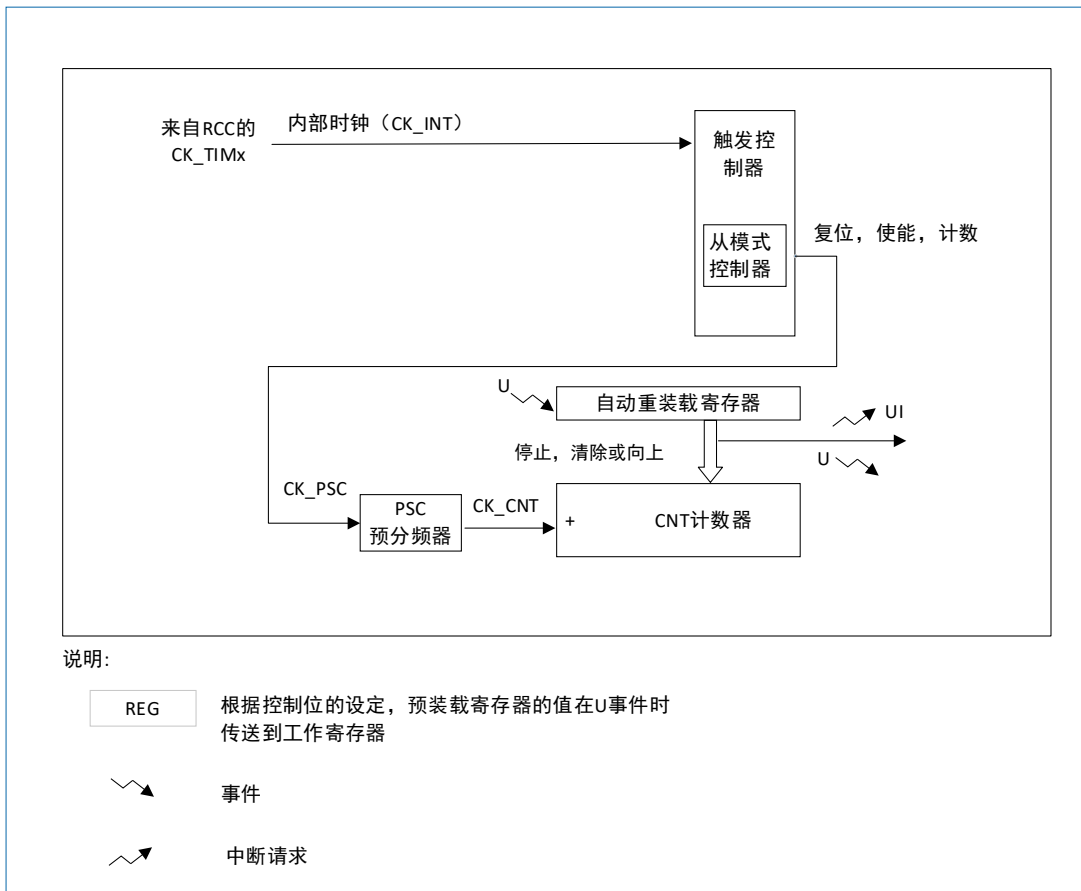 来自RCC的
CK_TIMx
内部时钟（CK_INT）
触发控
制器
从模式
控制器
复位，使能，计数
U
自动重装载寄存器
UI
停止，清除或向上
U
CK_PSC
PSC
预分频器
CK_CNT
+
CNT计数器
说明:
REG
根据控制位的设定，预装载寄存器的值在U事件时
传送到工作寄存器
事件
中断请求